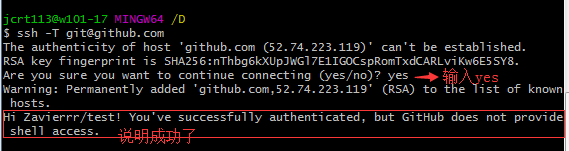 jcrt113@w101-17 MINGW64 /D
$ ssh -T git@github.com
The authenticity of host 'github.com (52.74.223.119)' can't be established.
RSA key fingerprint is SHA256:nThbg6kXUpJWGl7E1IGOCspRomTxdCARLviKw6E5SY8.
Are you sure you want to continue connecting (yes/no)? yes 输入yes
Warning: Permanently added 'github.com,52.74.223.119' (RSA) to the list of known
 hosts.
Hi Zavierrr/test! You've successfully authenticated, but GitHub does not provide
 shell access.
说明成功了